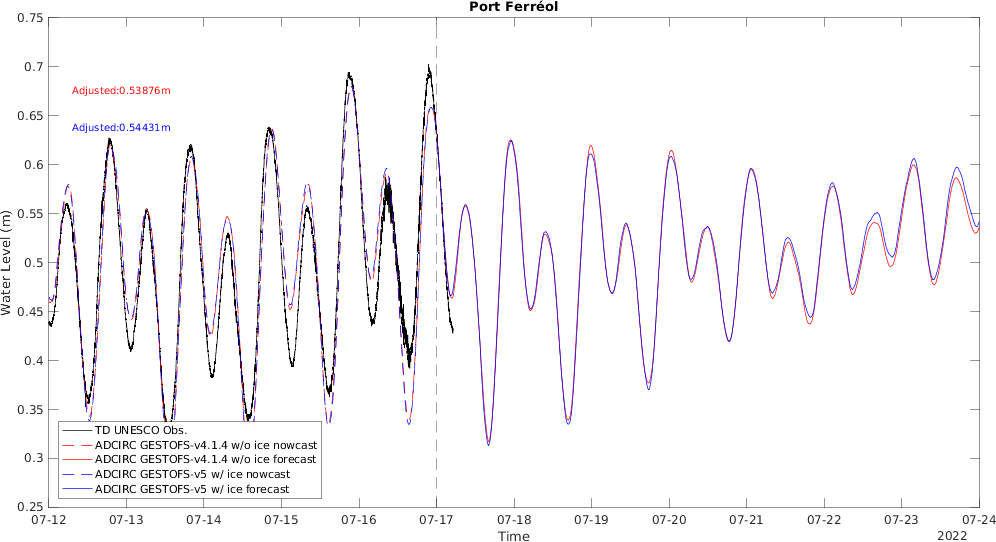 Port Ferréol
0.75
0.7
0.65
0.6
0.55
0.5
0.45
0.4
0.35
0.3
0.25
Water Level (m)
Adjusted:0.53876m
Adjusted:0.54431m
TD UNESCO Obs.
ADCIRC GESTOFS-v4.1.4 w/o ice nowcast
ADCIRC GESTOFS-v4.1.4 w/o ice forecast
ADCIRC GESTOFS-v5 w/ ice nowcast
ADCIRC GESTOFS-v5 w/ ice forecast
07-12 07-13 07-14 07-15 07-16 07-17 07-18 07-19 07-20 07-21 07-22 07-23 07-24
Time
2022